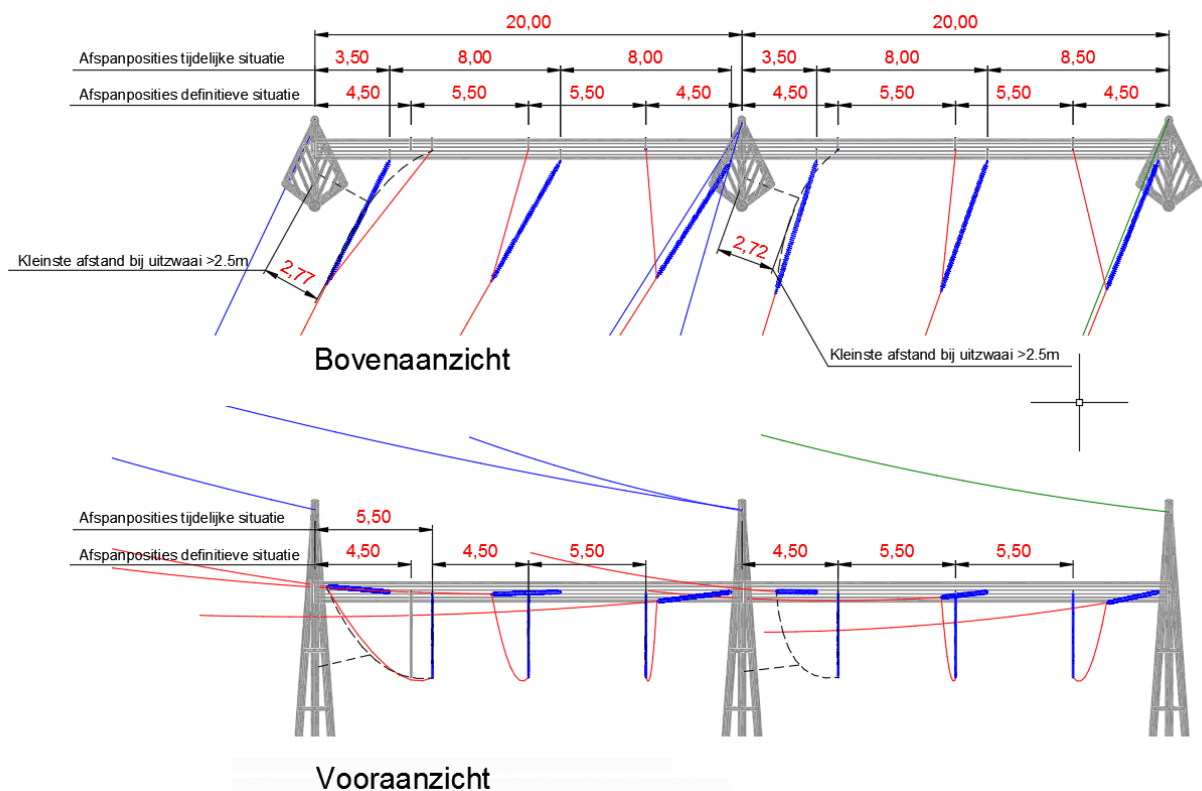 20,00 20,00
Afspanposities tijdelijke situatie 3,50 8,00 8,00 3,50 8,00 8,50
Afspanposities definitieve situatie 4,50 5,50 5,50 4,50 4,50 5,50 5,50 4,50
Kleinste afstand bij uitzwaai >2.5m 2,77 2,72
Kleinste afstand bij uitzwaai >2.5m
Bovenaanzicht
Afspanposities tijdelijke situatie 5,50
Afspanposities definitieve situatie 4,50 4,50 5,50 4,50 5,50 5,50
Vooraanzicht